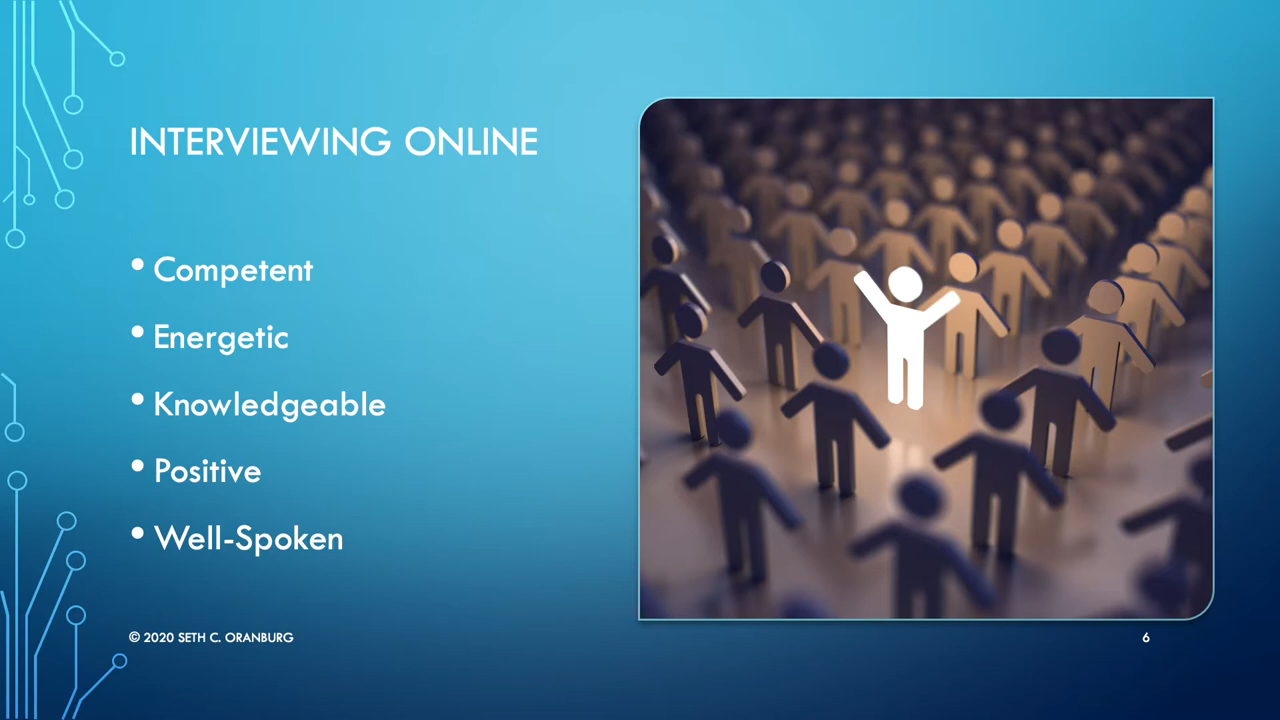 INTERVIEWING ONLINE
• Competent
• Energetic
• Knowledgeable
• Positive
• Well-Spoken
© 2020 SETH C. ORANBURG
6